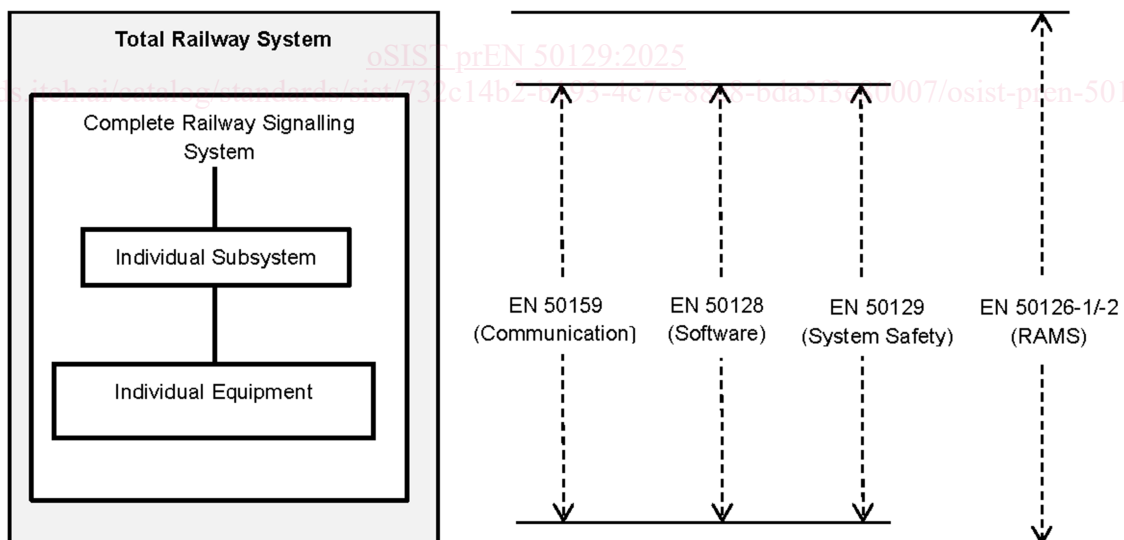 Total Railway System
oSIST prEN 50129:2025
Complete Railway Signalling
System
Individual Subsystem
Individual Equipment
EN 50159
(Communication)
EN 50128
(Software)
EN 50129
(System Safety)
EN 50126-1/-2
(RAMS)